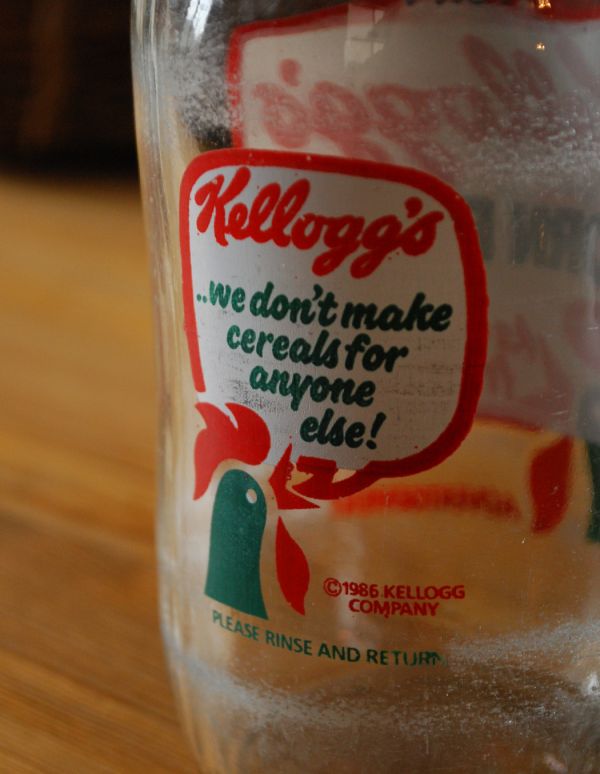 Kellogg's
..we don't make
cereals for
anyone
else!
©1986 KELLOGG
COMPANY
PLEASE RINSE AND RETURN